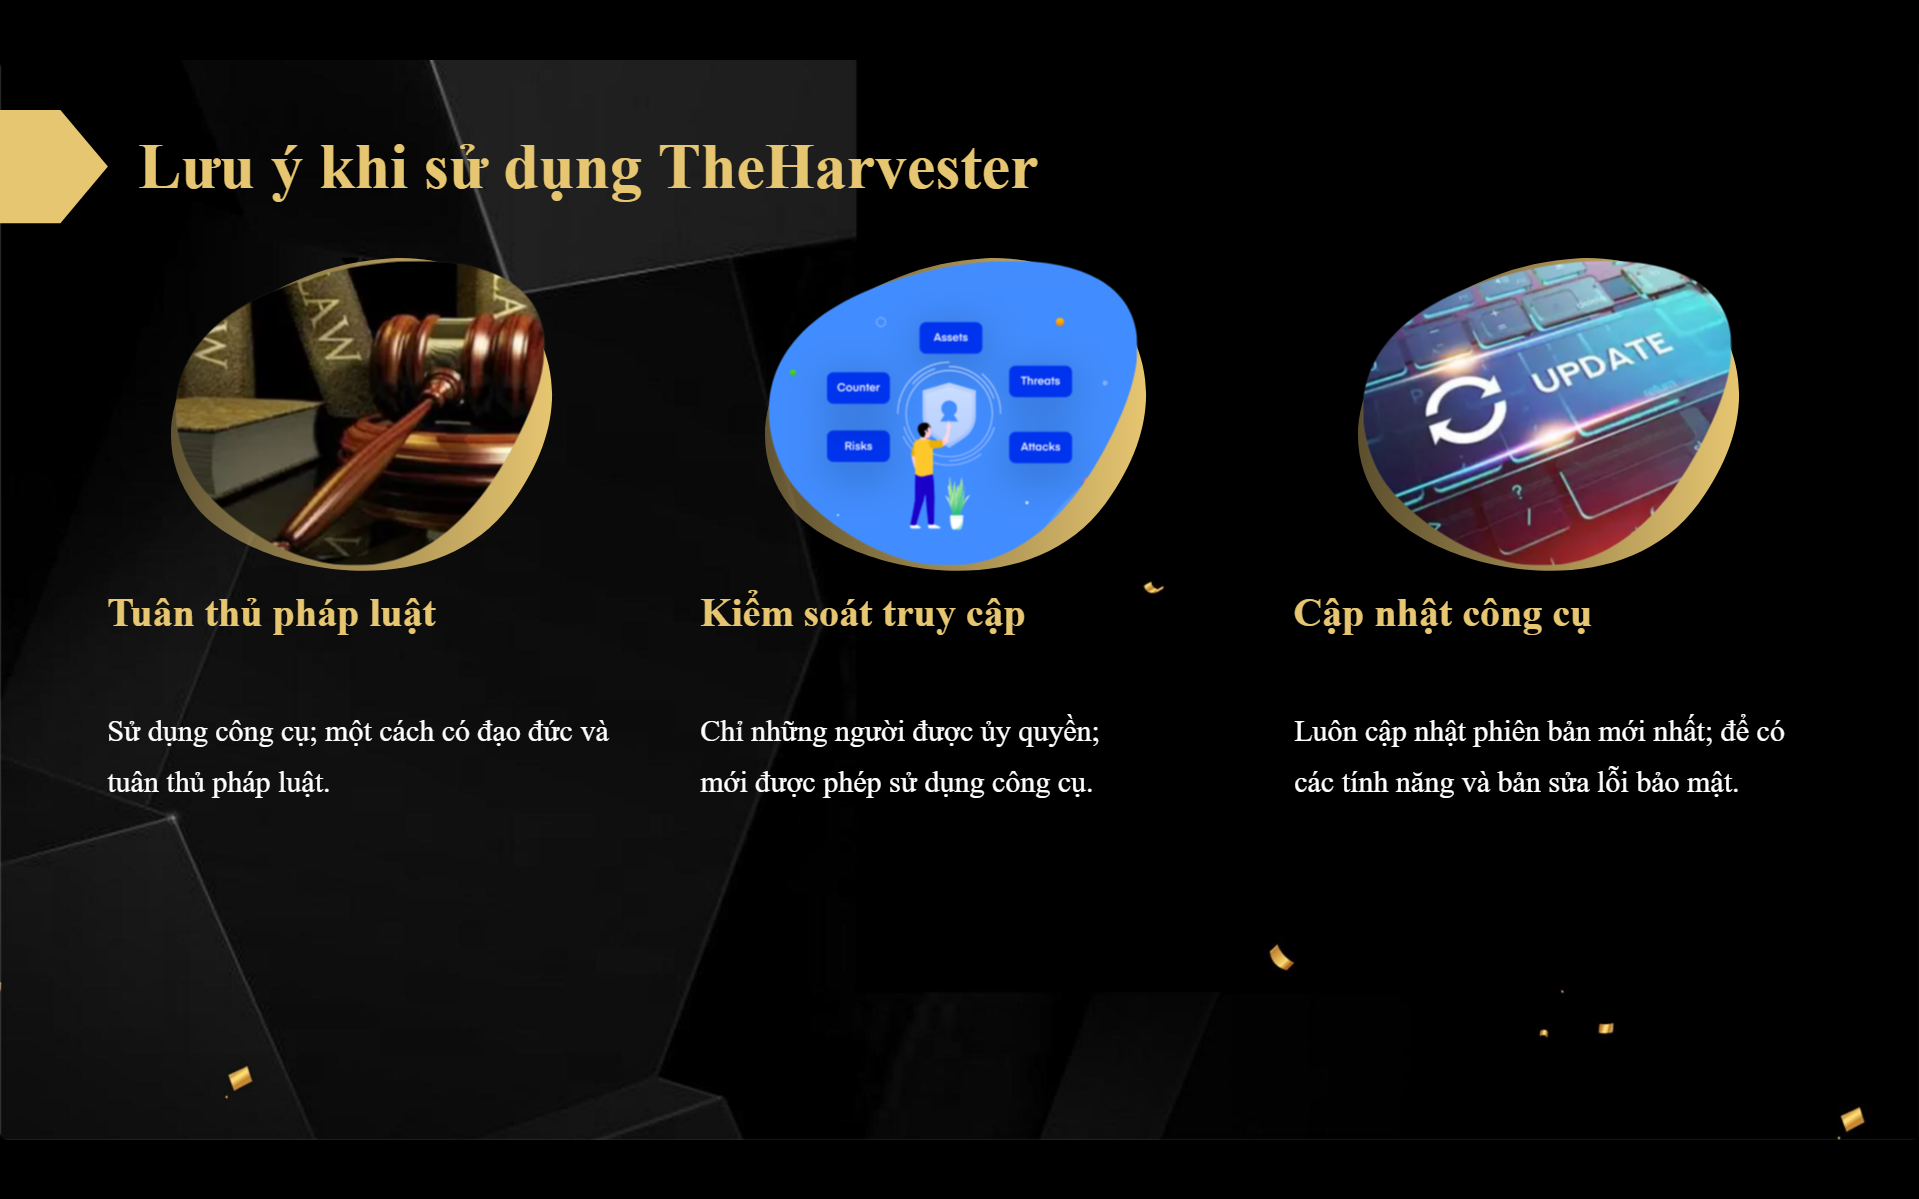 Lưu ý khi sử dụng TheHarvester
LAW
LA
W
Assets
Counter
Threats
Risks
Attacks
UPDATE
return
?
/
P
Tuân thủ pháp luật
Kiểm soát truy cập
Cập nhật công cụ
Sử dụng công cụ; một cách có đạo đức và
tuân thủ pháp luật.
Chỉ những người được ủy quyền;
mới được phép sử dụng công cụ.
Luôn cập nhật phiên bản mới nhất; để có
các tính năng và bản sửa lỗi bảo mật.